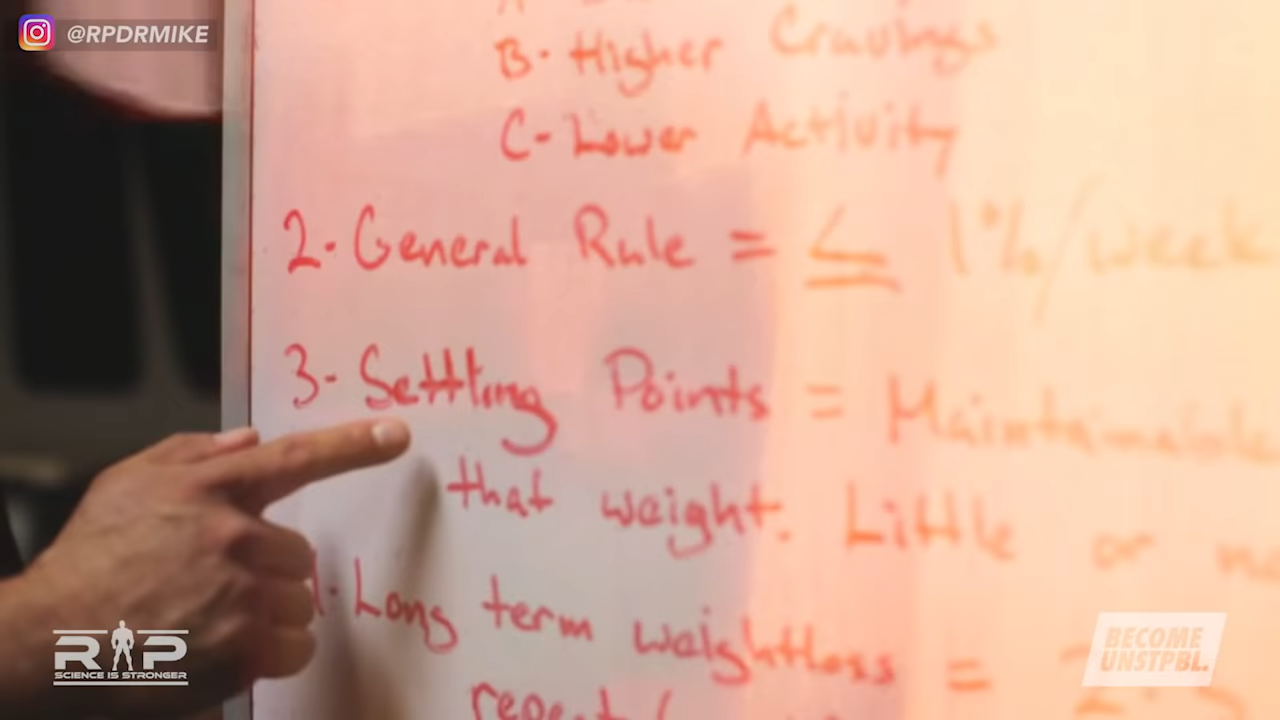 @RPDRMIKE
B- Higher Cravings
C- Lower Activity
2- General Rule = ≤ 1%/week
3- Settling Points = Maintainable
that weight. Little or
Long term weightloss =
RP
SCIENCE IS STRONGER
BECOME
UNSTPBL.